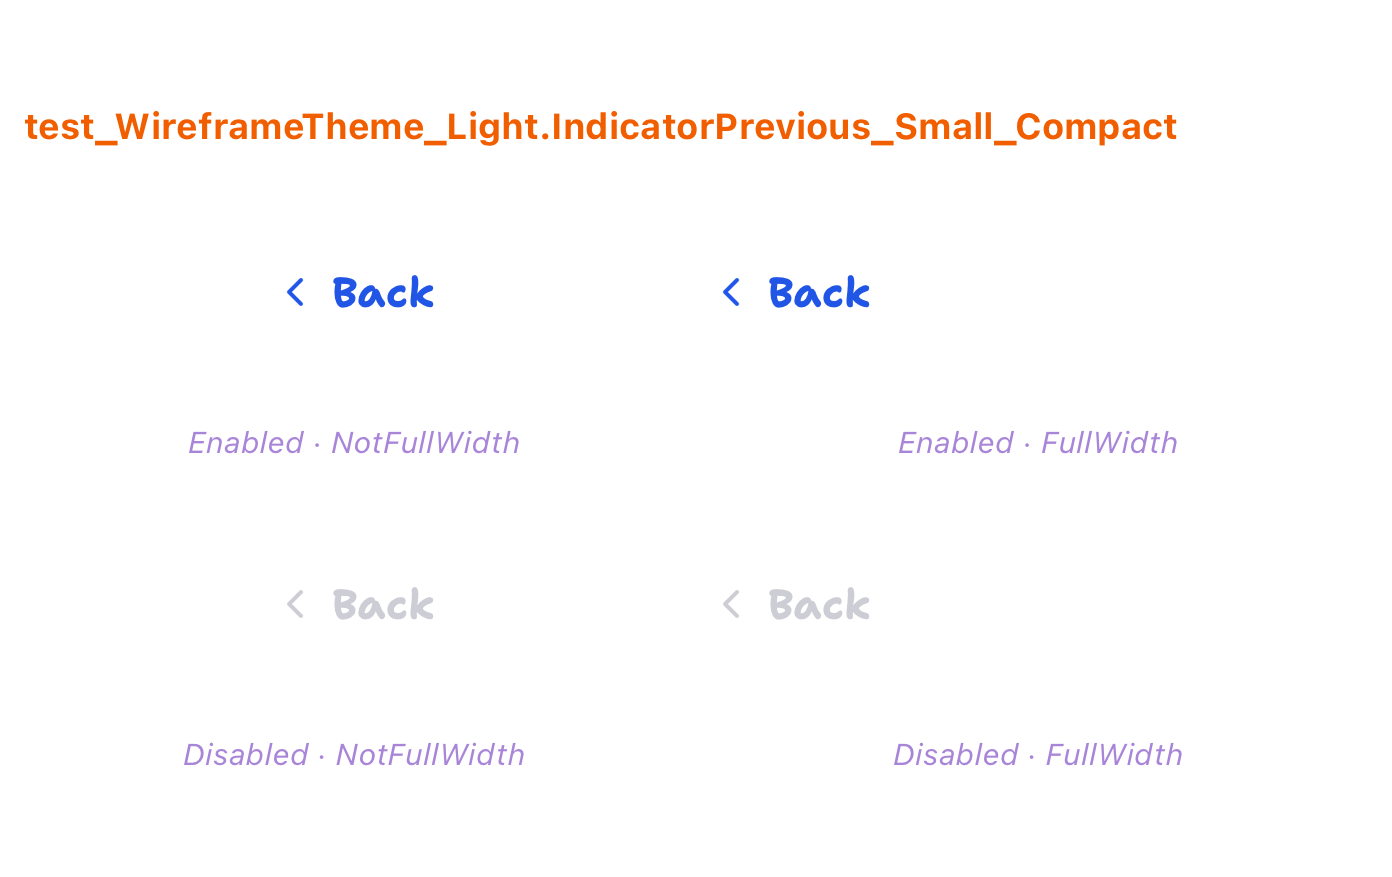 test_WireframeTheme_Light.IndicatorPrevious_Small_Compact
Back
Back
Enabled · NotFullWidth
Enabled · FullWidth
Back
Back
Disabled · NotFullWidth
Disabled · FullWidth